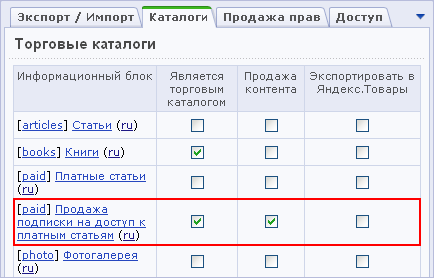 Экспорт / Импорт Каталоги Продажа прав Доступ
Торговые каталоги
Информационный блок Является торговым каталогом Продажа контента Экспортировать в Яндекс.Товары
[articles] Статьи (ru)
[books] Книги (ru)
[paid] Платные статьи
(ru)
[paid] Продажа
подписки на доступ к
платным статьям (ru)
[photo] Фотогалерея
(ru)